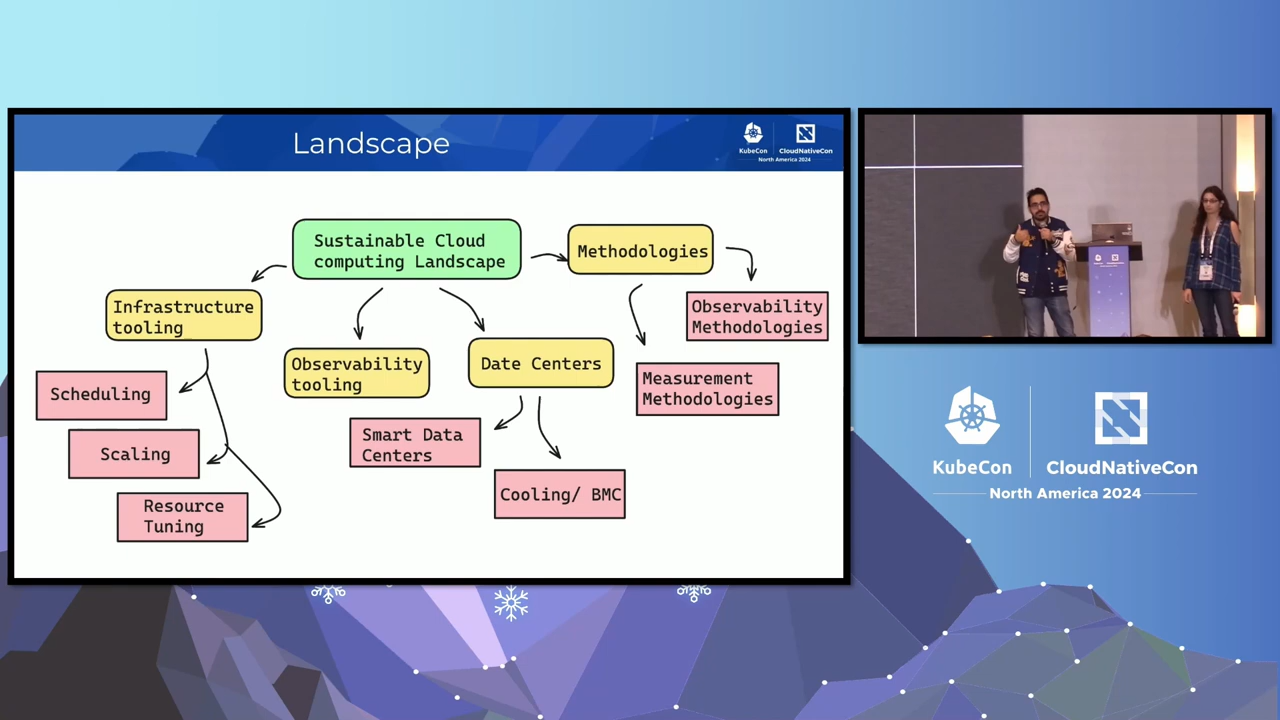 Landscape
KubeCon
CloudNativeCon
North America 2024
Sustainable Cloud
computing Landscape
Methodologies
Infrastructure
tooling
Observability
Methodologies
Observability
tooling
Date Centers
Measurement
Methodologies
Scheduling
Smart Data
Centers
Scaling
Cooling/ BMC
Resource
Tuning
KubeCon
CloudNativeCon
North America 2024